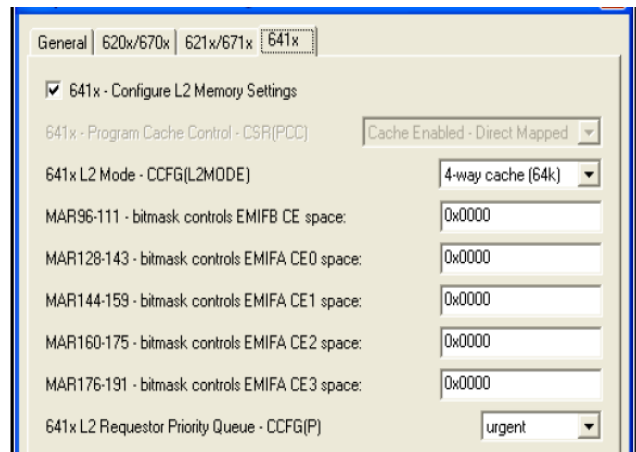 General 620x/670x 621x/671x 641x
641x - Configure L2 Memory Settings
641x - Program Cache Control - CSR(PCC) Cache Enabled - Direct Mapped
641x L2 Mode - CCFG(L2MODE) 4-way cache (64k)
MAR96-111 - bitmask controls EMIFB CE space: 0x0000
MAR128-143 - bitmask controls EMIFA CE0 space: 0x0000
MAR144-159 - bitmask controls EMIFA CE1 space: 0x0000
MAR160-175 - bitmask controls EMIFA CE2 space: 0x0000
MAR176-191 - bitmask controls EMIFA CE3 space: 0x0000
641x L2 Requestor Priority Queue - CCFG(P) urgent